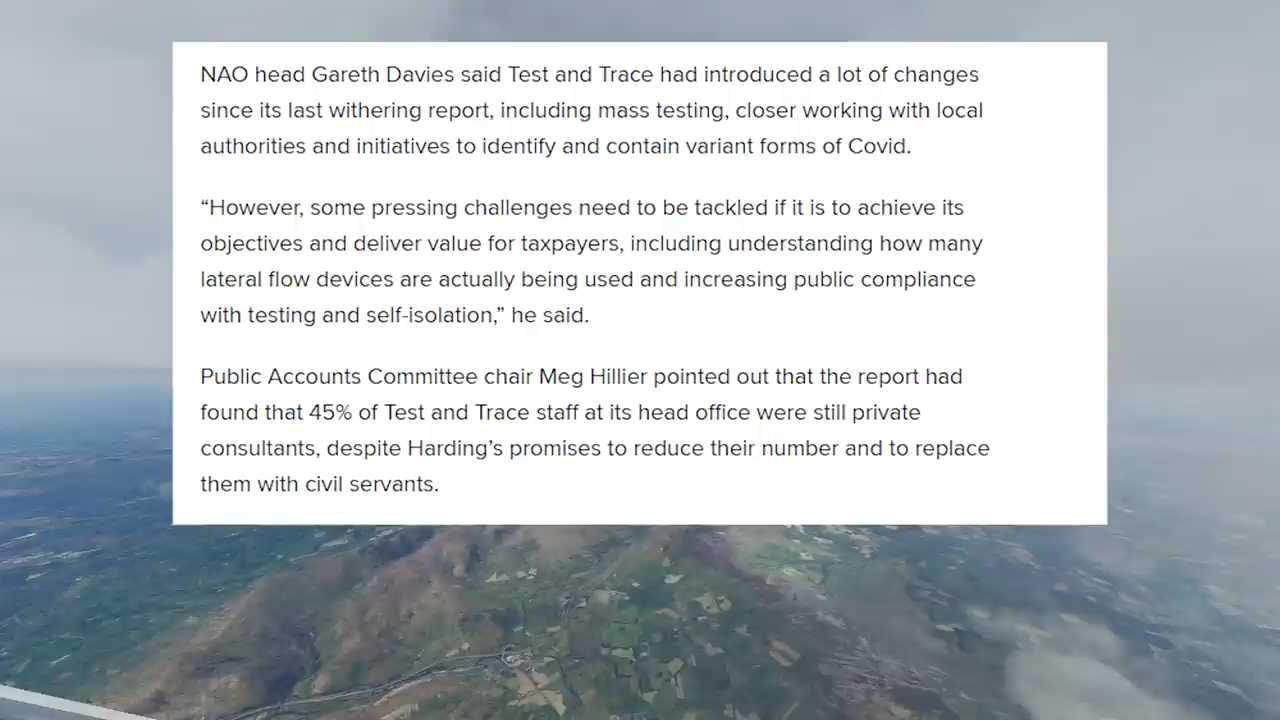 NAO head Gareth Davies said Test and Trace had introduced a lot of changes
since its last withering report, including mass testing, closer working with local
authorities and initiatives to identify and contain variant forms of Covid.
“However, some pressing challenges need to be tackled if it is to achieve its
objectives and deliver value for taxpayers, including understanding how many
lateral flow devices are actually being used and increasing public compliance
with testing and self-isolation,” he said.
Public Accounts Committee chair Meg Hillier pointed out that the report had
found that 45% of Test and Trace staff at its head office were still private
consultants, despite Harding’s promises to reduce their number and to replace
them with civil servants.